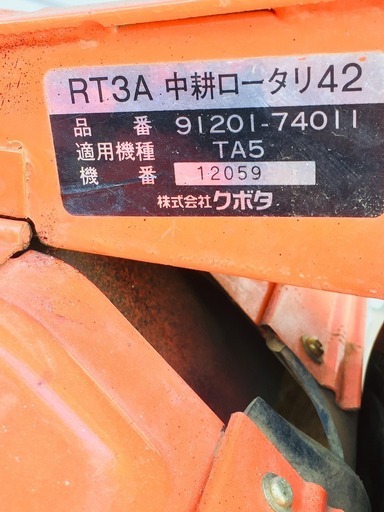 RT3A 中耕ロータリ42
品番 91201-74011
適用機種 TA5
機番 12059
株式会社クボタ